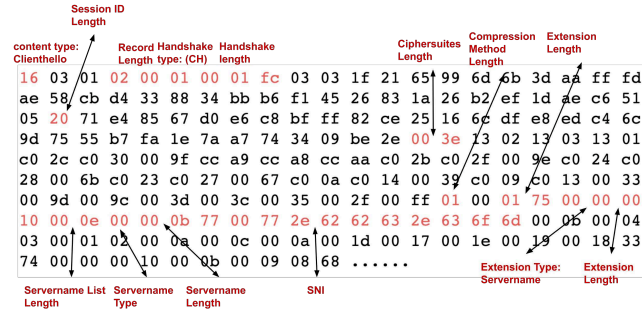 Session ID
Length
content type:
Clienthello
Record
Length
Handshake
type: (CH)
Handshake
length
Ciphersuites
Length
Compression
Method
Length
Extension
Length
16 03 01 02 00 01 00 01 fc 03 03 1f 21 65 99 6d 6b 3d aa ff fd
ae 58 cb d4 33 88 34 bb b6 f1 45 26 83 1a 26 b2 ef 1d ae c6 51
05 20 71 e4 85 67 d0 e6 c8 bf ff 82 ce 25 16 6c df e8 ed c4 6c
9d 75 55 b7 fa 1e 7a a7 74 34 09 be 2e 00 3e 13 02 13 03 13 01
c0 2c c0 30 00 9f cc a9 cc a8 cc aa c0 2b c0 2f 00 9e c0 24 c0
28 00 6b c0 23 c0 27 00 67 c0 0a c0 14 00 39 c0 09 c0 13 00 33
00 9d 00 9c 00 3d 00 3c 00 35 00 2f 00 ff 01 00 01 75 00 00 00
10 00 0e 00 00 0b 77 00 77 2e 62 62 63 2e 63 6f 6d 00 0b 00 04
03 00 01 02 00 0a 00 0c 00 0a 00 1d 00 17 00 1e 00 19 00 18 33
74 00 00 00 10 00 0b 00 09 08 68 ......
Servername List
Length
Servername
Type
Servername
Length
SNI
Extension Type:
Servername
Extension
Length